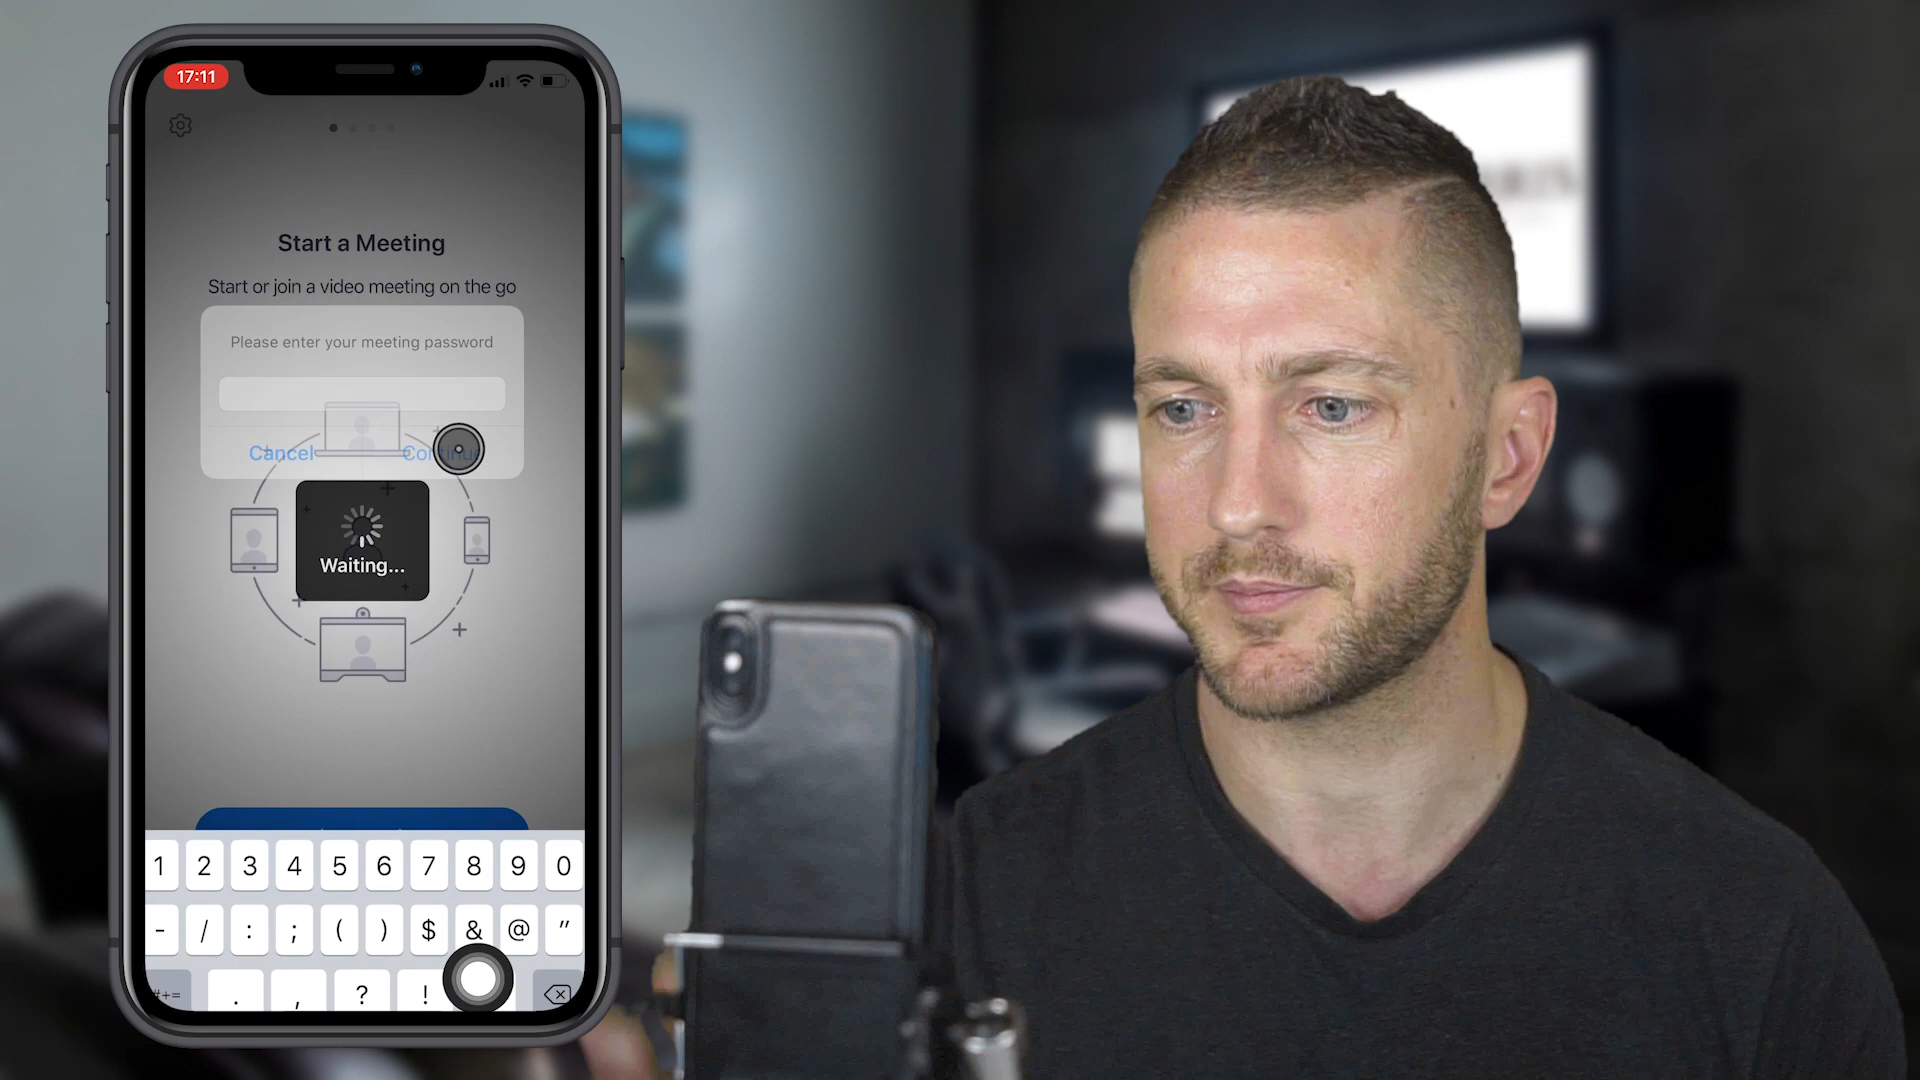 17:11
Start a Meeting
Start or join a video meeting on the go
Please enter your meeting password
Cancel Continue
Waiting...
1 2 3 4 5 6 7 8 9 0
- / : ; ( ) $ & @ "
#+= . , ? !